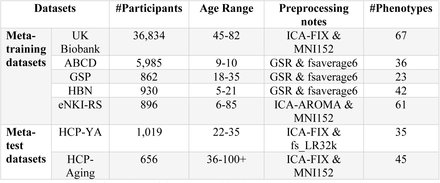 Datasets #Participants Age Range Preprocessing notes #Phenotypes
Meta-training datasets UK Biobank 36,834 45-82 ICA-FIX & MNI152 67
ABCD 5,985 9-10 GSR & fsaverage6 36
GSP 862 18-35 GSR & fsaverage6 23
HBN 930 5-21 GSR & fsaverage6 42
eNKI-RS 896 6-85 ICA-AROMA & MNI152 61
Meta-test datasets HCP-YA 1,019 22-35 ICA-FIX & fs_LR32k 35
HCP-Aging 656 36-100+ ICA-FIX & MNI152 45